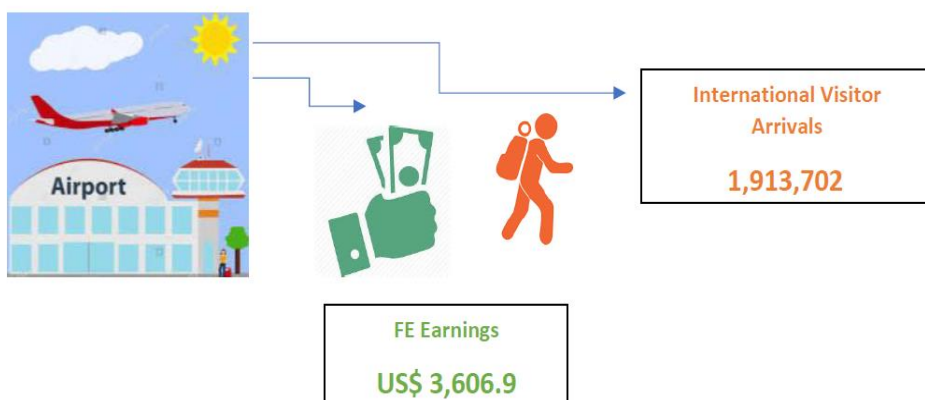 Airport
International Visitor
Arrivals
1,913,702
FE Earnings
US$ 3,606.9